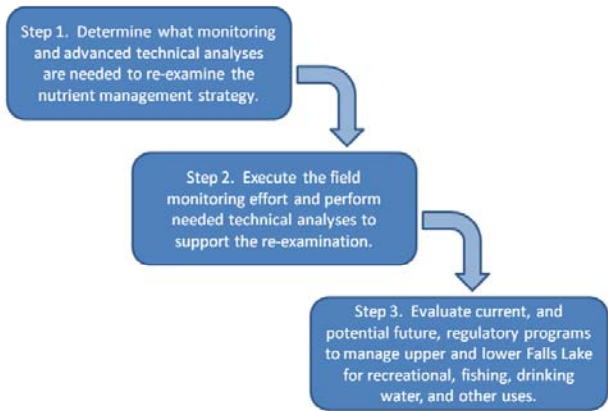 Step 1.  Determine what monitoring
and advanced technical analyses
are needed to re-examine the
nutrient management strategy.
Step 2.  Execute the field
monitoring effort and perform
needed technical analyses to
support the re-examination.
Step 3.  Evaluate current, and
potential future, regulatory programs
to manage upper and lower Falls Lake
for recreational, fishing, drinking
water, and other uses.